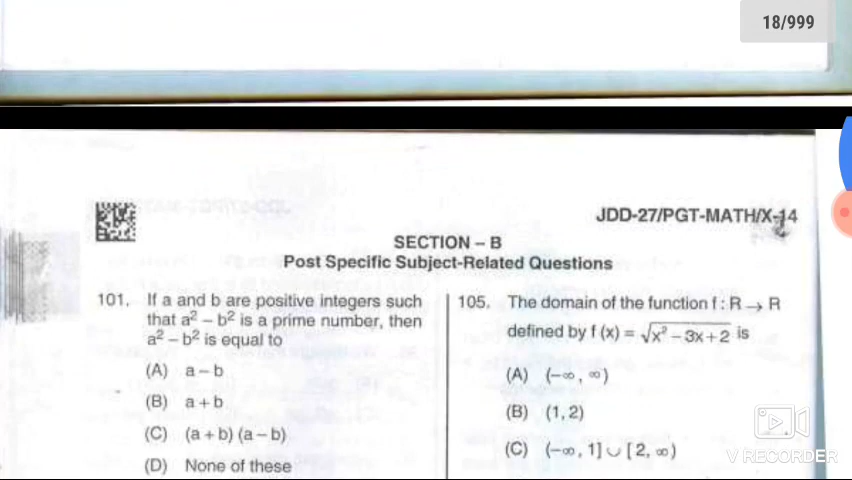 18/999
JDD-27/PGT-MATH/X-14
SECTION – B
Post Specific Subject-Related Questions
101. If a and b are positive integers such
that a² – b² is a prime number, then
a² – b² is equal to
(A) a – b
(B) a + b
(C) (a + b) (a – b)
(D) None of these
105. The domain of the function f : R → R
defined by f (x) = √x² – 3x + 2 is
(A) (–∞, ∞)
(B) (1, 2)
(C) (–∞, 1] ∪ [2, ∞)
V RECORDER